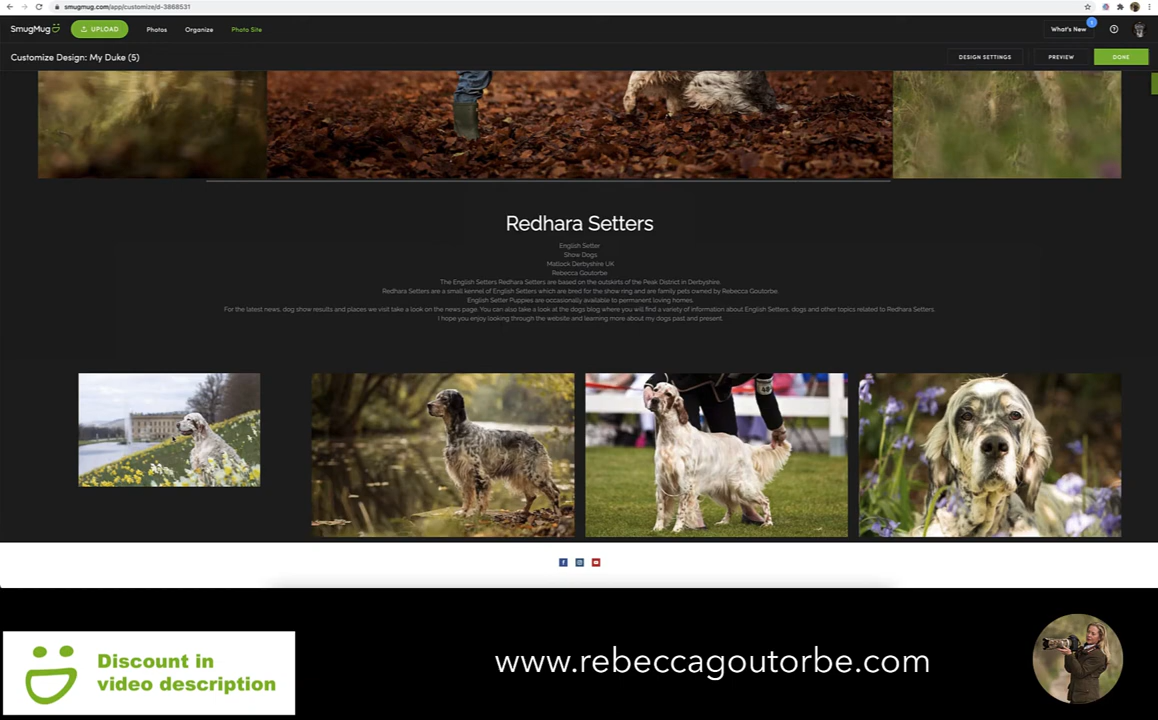 smugmug.com/app/customize/d-3868531
SmugMug
UPLOAD
Photos
Organize
Photo Site
What's New
1
Customize Design: My Duke (5)
DESIGN SETTINGS
PREVIEW
DONE
Redhara Setters
English Setter
Show Dogs
Matlock Derbyshire UK
Rebecca Goutorbe
The English Setters Redhara Setters are based on the outskirts of the Peak District in Derbyshire.
Redhara Setters are a small kennel of English Setters which are bred for the show ring and are family pets owned by Rebecca Goutorbe.
English Setter Puppies are occasionally available to permanent loving homes.
For the latest news, dog show results and places we visit take a look on the news page. You can also take a look at the dogs blog where you will find a variety of information about English Setters, dogs and other topics related to Redhara Setters.
I hope you enjoy looking through the website and learning more about my dogs past and present.
Discount in
video description
www.rebeccagoutorbe.com